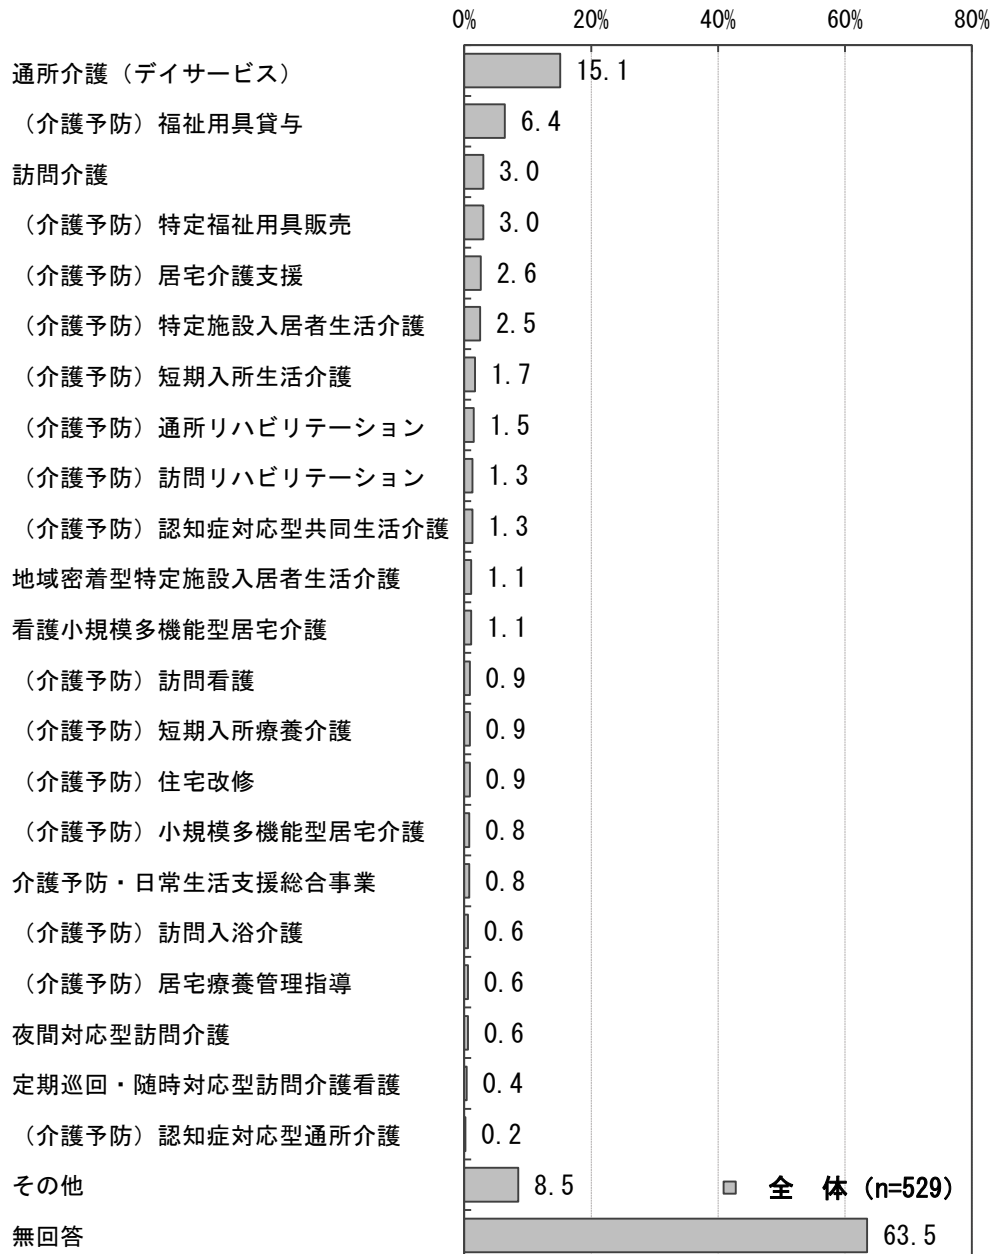 0% 20% 40% 60% 80%
通所介護（デイサービス） 15.1
（介護予防）福祉用具貸与 6.4
訪問介護 3.0
（介護予防）特定福祉用具販売 3.0
（介護予防）居宅介護支援 2.6
（介護予防）特定施設入居者生活介護 2.5
（介護予防）短期入所生活介護 1.7
（介護予防）通所リハビリテーション 1.5
（介護予防）訪問リハビリテーション 1.3
（介護予防）認知症対応型共同生活介護 1.3
地域密着型特定施設入居者生活介護 1.1
看護小規模多機能型居宅介護 1.1
（介護予防）訪問看護 0.9
（介護予防）短期入所療養介護 0.9
（介護予防）住宅改修 0.9
（介護予防）小規模多機能型居宅介護 0.8
介護予防・日常生活支援総合事業 0.8
（介護予防）訪問入浴介護 0.6
（介護予防）居宅療養管理指導 0.6
夜間対応型訪問介護 0.6
定期巡回・随時対応型訪問介護看護 0.4
（介護予防）認知症対応型通所介護 0.2
その他 8.5 全　体（n=529）
無回答 63.5